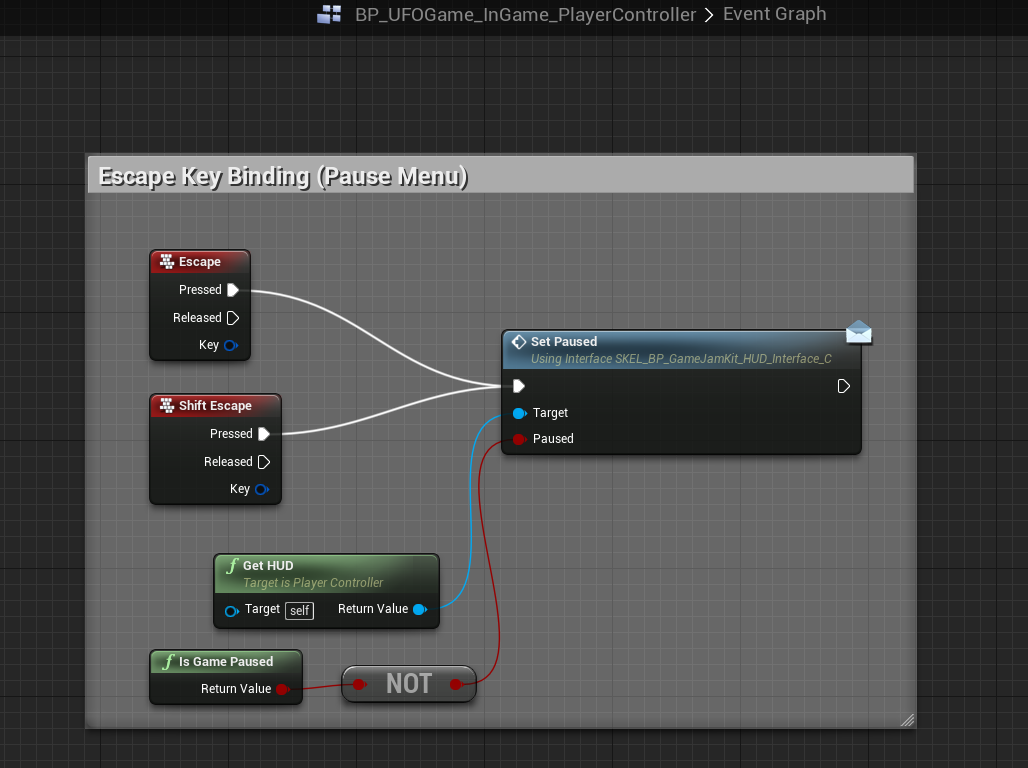 BP_UFOGame_InGame_PlayerController > Event Graph
Escape Key Binding (Pause Menu)
Escape
Pressed
Released
Key
Shift Escape
Pressed
Released
Key
Set Paused
Using Interface SKEL_BP_GameJamKit_HUD_Interface_C
Target
Paused
f Get HUD
Target is Player Controller
Target self Return Value
f Is Game Paused
Return Value
NOT